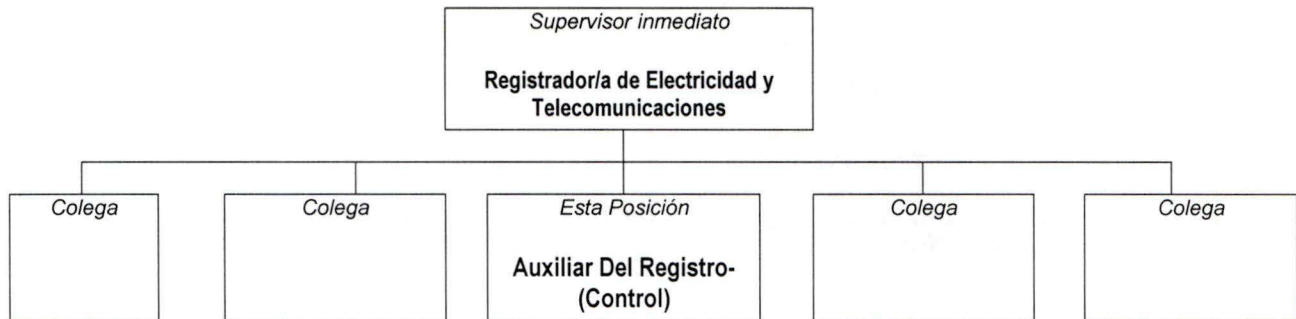 Supervisor inmediato
Registrador/a de Electricidad y
Telecomunicaciones
Colega
Colega
Esta Posición
Auxiliar Del Registro-
(Control)
Colega
Colega